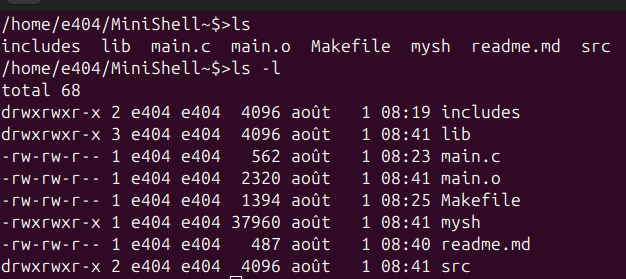 /home/e404/MiniShell~$>ls
includes  lib  main.c  main.o  Makefile  mysh  readme.md  src
/home/e404/MiniShell~$>ls -l
total 68
drwxrwxr-x 2 e404 e404  4096 août   1 08:19 includes
drwxrwxr-x 3 e404 e404  4096 août   1 08:41 lib
-rw-rw-r-- 1 e404 e404   562 août   1 08:23 main.c
-rw-rw-r-- 1 e404 e404  2320 août   1 08:41 main.o
-rw-rw-r-- 1 e404 e404  1394 août   1 08:25 Makefile
-rwxrwxr-x 1 e404 e404 37960 août   1 08:41 mysh
-rw-rw-r-- 1 e404 e404   487 août   1 08:40 readme.md
drwxrwxr-x 2 e404 e404  4096 août   1 08:41 src